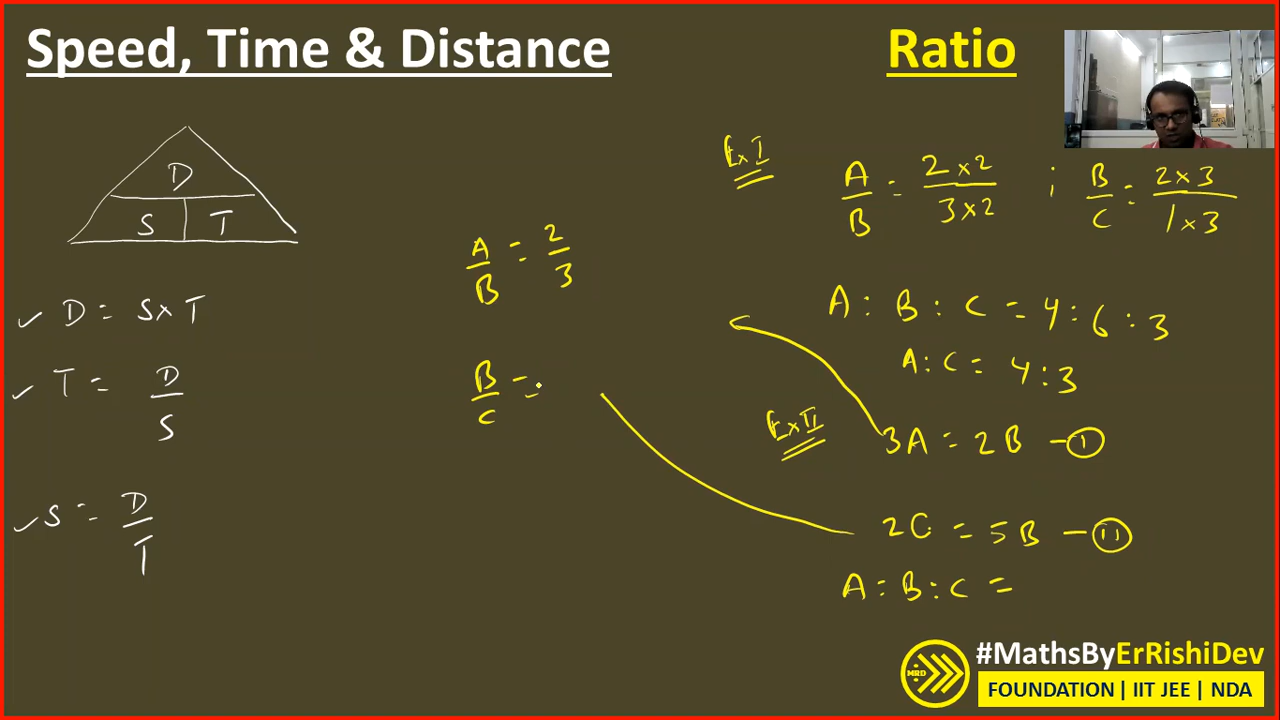 Speed, Time & Distance
Ratio
D
S T
✓ D = S x T
✓ T = D/S
✓ S = D/T
A/B = 2/3
B/C =
Ex I
A/B = 2 x 2/3 x 2 ; B/C = 2 x 3/1 x 3
A : B : C = 4 : 6 : 3
A : C = 4 : 3
Ex II
3A = 2B - I
2C = 5B - II
A : B : C =
MRD
#MathsByErRishiDev
FOUNDATION | IIT JEE | NDA